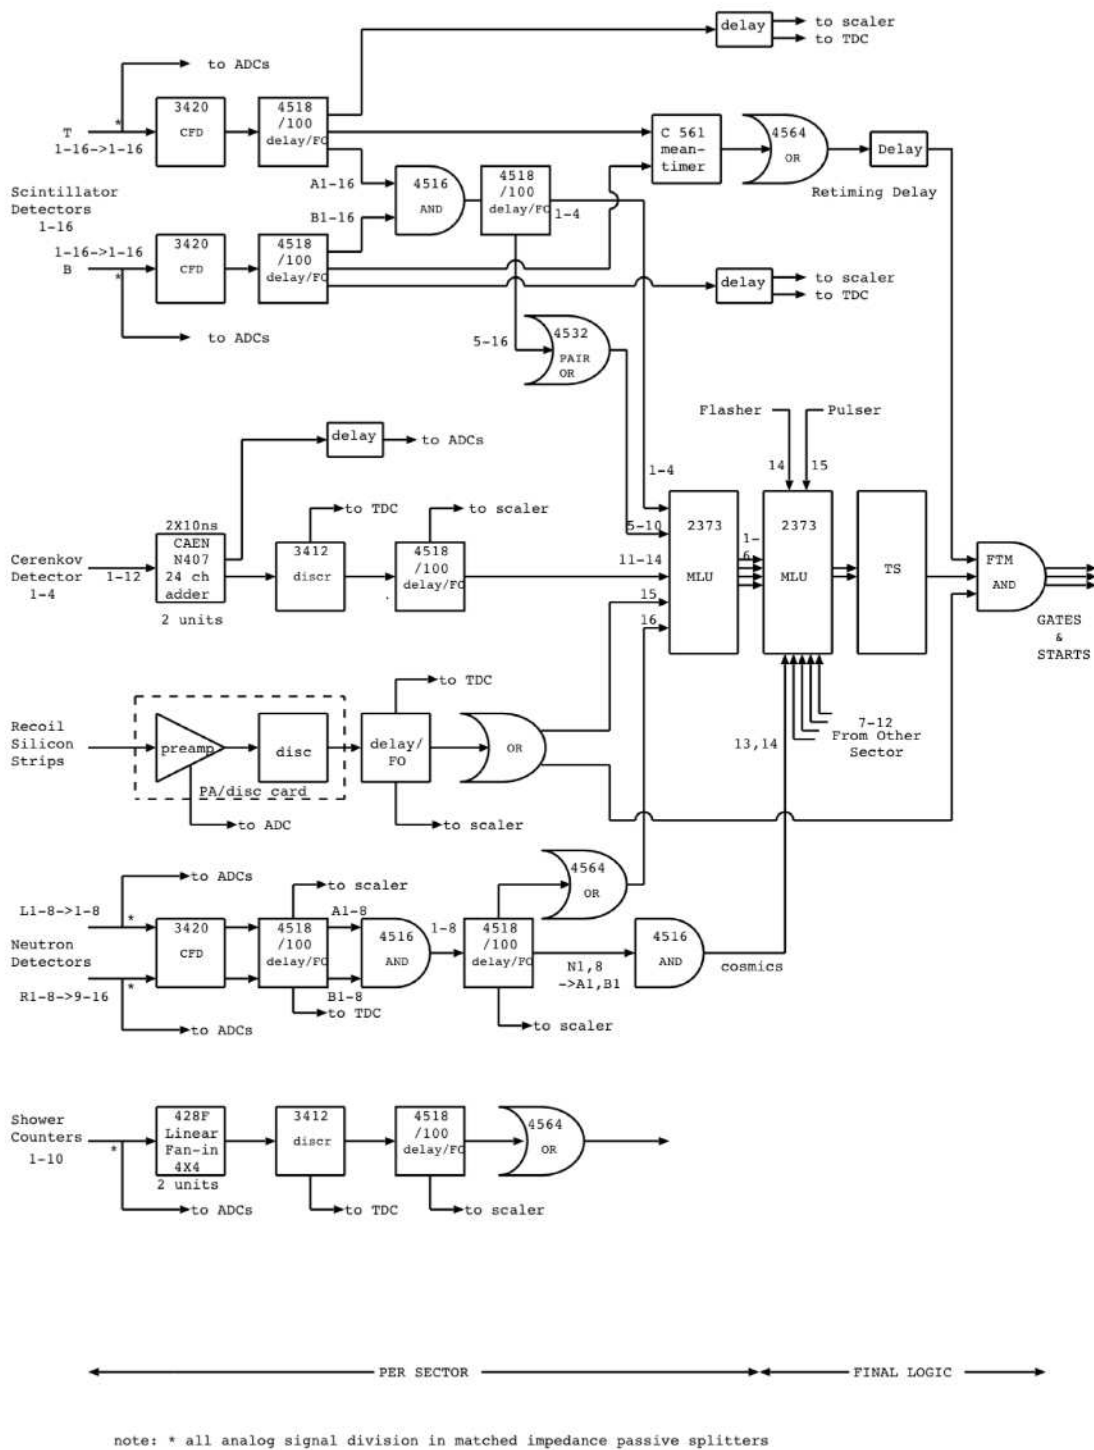 delay
to scaler
to TDC
to ADCs
*
T
1-16->1-16
3420
CFD
4518
/100
delay/FO
C 561
mean-
timer
4564
OR
Delay
Retiming Delay
Scintillator
Detectors
1-16
A1-16
B1-16
4516
AND
4518
/100
delay/FO
1-4
1-16->1-16
B
*
3420
CFD
4518
/100
delay/FO
delay
to scaler
to TDC
to ADCs
5-16
4532
PAIR
OR
Flasher
Pulser
14
15
delay
to ADCs
1-4
2X10ns
CAEN
N407
24 ch
adder
2 units
Cerenkov
Detector
1-4
1-12
to TDC
3412
discr
to scaler
4518
/100
delay/FO
5-10
11-14
15
16
2373
MLU
1-
6
2373
MLU
TS
FTM
AND
GATES
&
STARTS
Recoil
Silicon
Strips
preamp
disc
PA/disc card
to ADC
to TDC
delay/
FO
to scaler
OR
13,14
7-12
From Other
Sector
to ADCs
L1-8->1-8
*
Neutron
Detectors
R1-8->9-16
*
to ADCs
3420
CFD
to scaler
4518
/100
delay/FO
to TDC
A1-8
B1-8
4516
AND
1-8
4518
/100
delay/FO
to scaler
4564
OR
N1,8
->A1,B1
4516
AND
cosmics
Shower
Counters
1-10
*
to ADCs
428F
Linear
Fan-in
4X4
2 units
3412
discr
to TDC
4518
/100
delay/FO
to scaler
4564
OR
PER SECTOR
FINAL LOGIC
note: * all analog signal division in matched impedance passive splitters